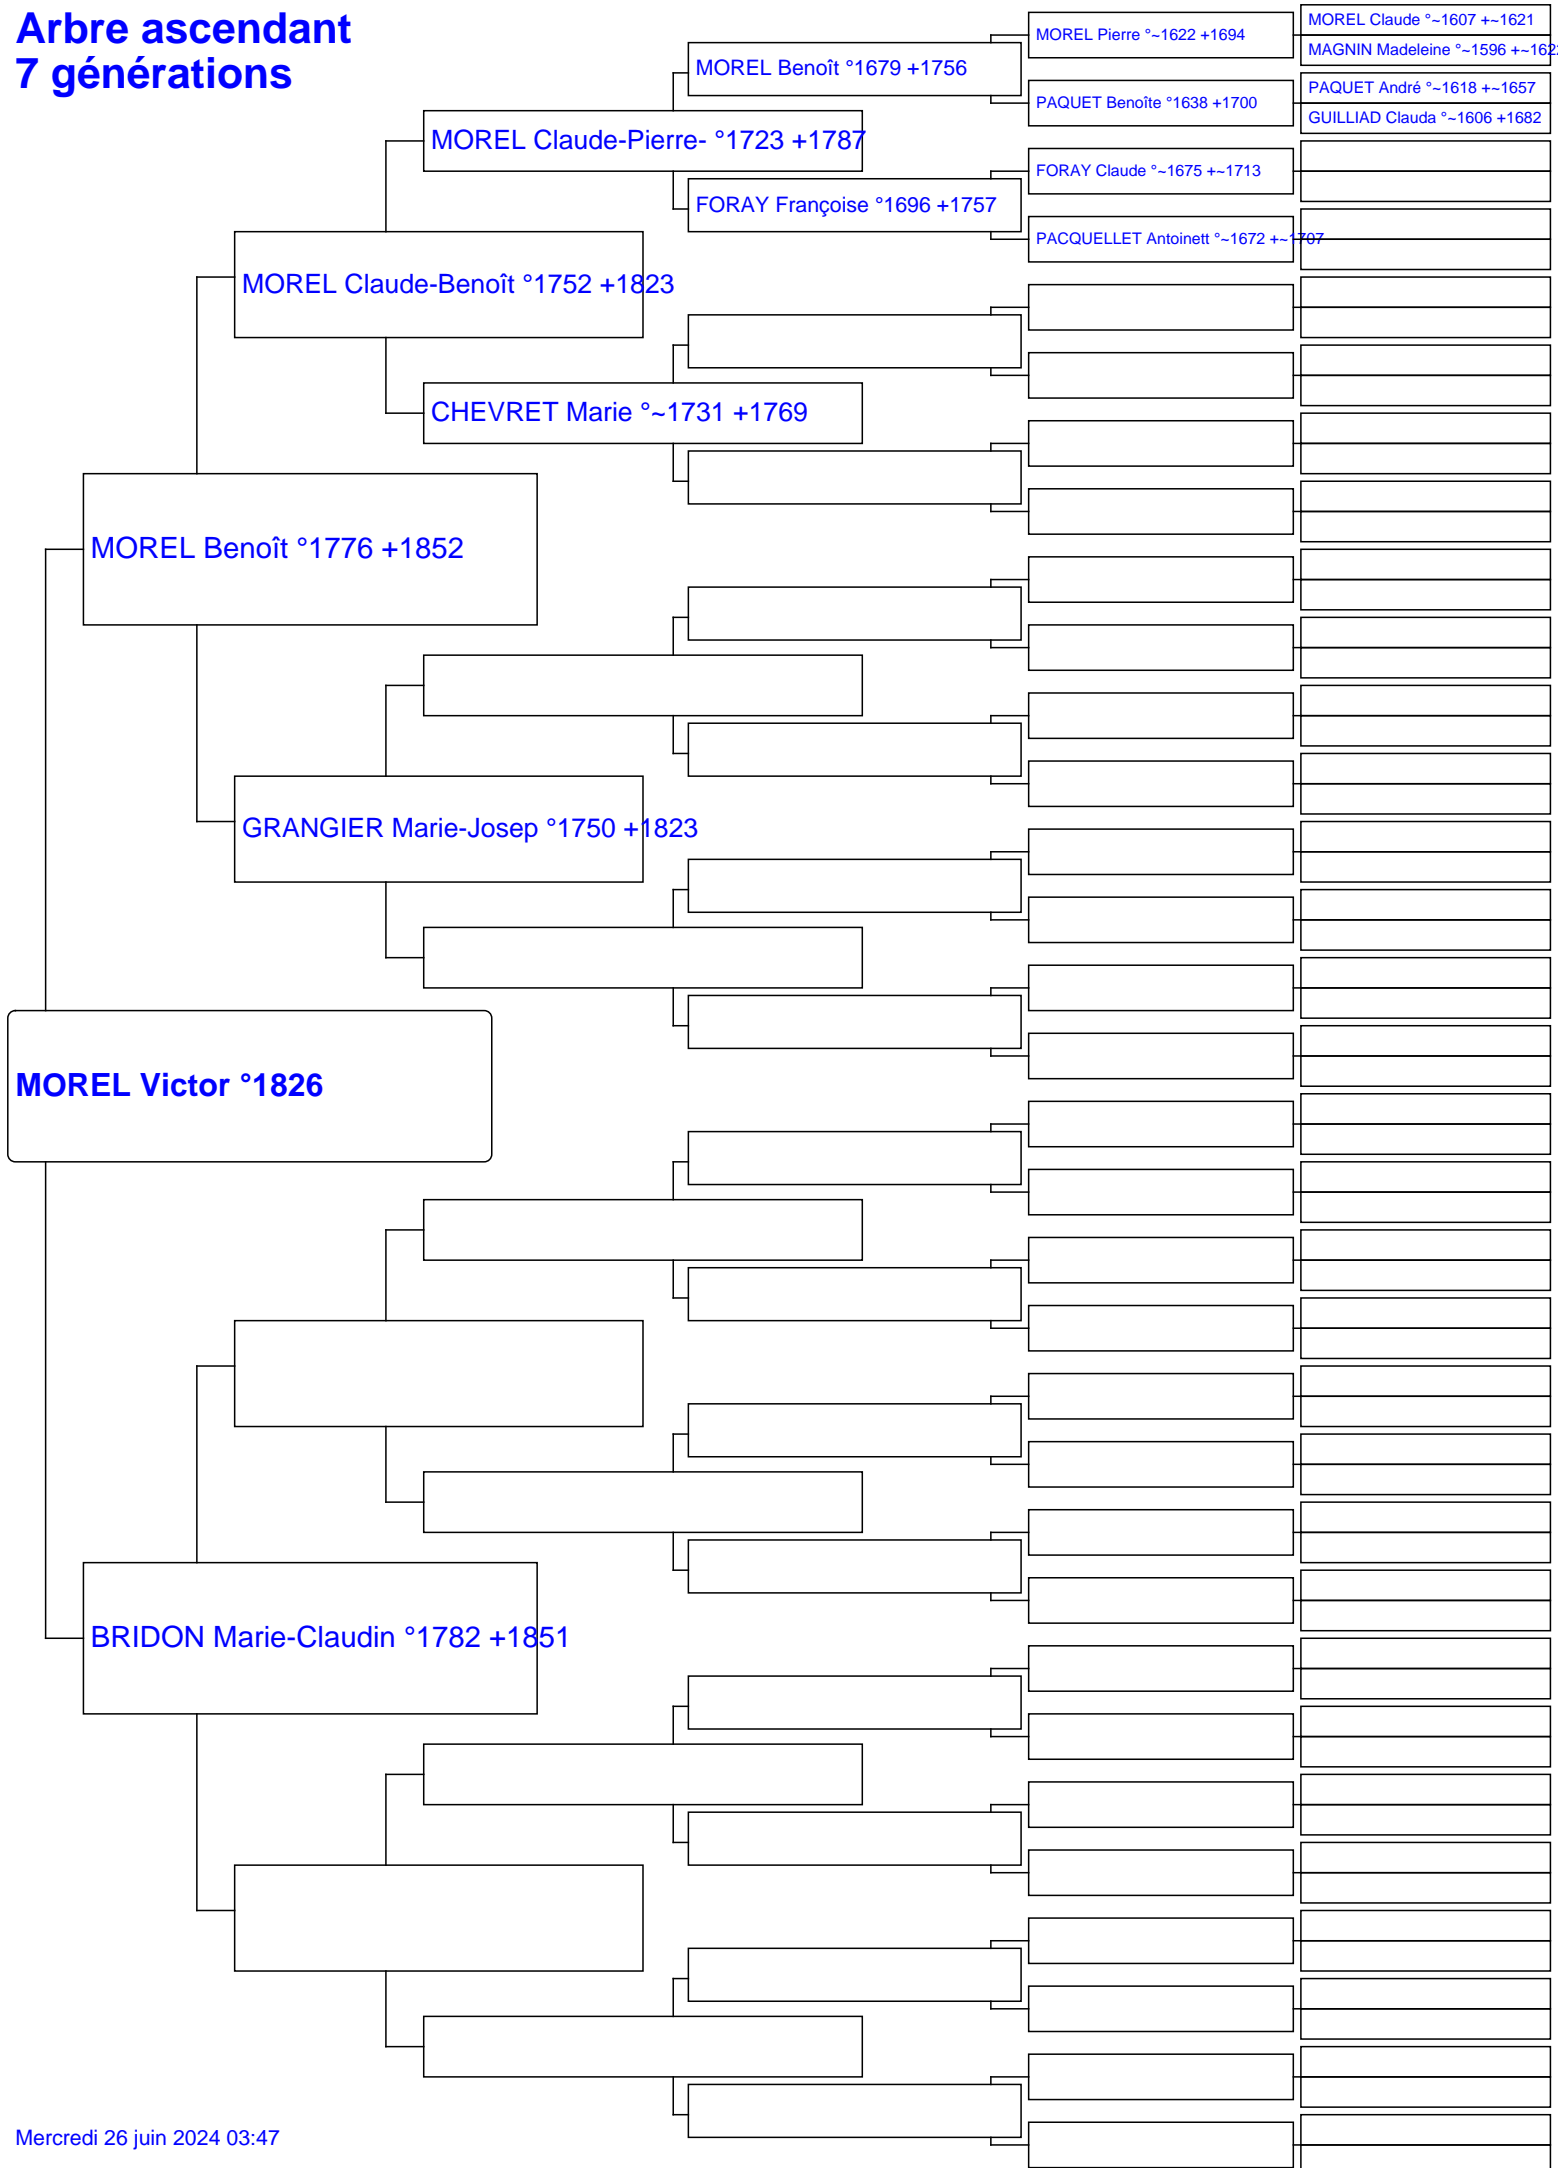 Arbre ascendant
7 générations
MOREL Claude °~1607 +~1621
MOREL Pierre °~1622 +1694
MAGNIN Madeleine °~1596 +~162
MOREL Benoît °1679 +1756
PAQUET André °~1618 +~1657
PAQUET Benoîte °1638 +1700
GUILLIAD Clauda °~1606 +1682
MOREL Claude-Pierre- °1723 +1787
FORAY Claude °~1675 +~1713
FORAY Françoise °1696 +1757
PACQUELLET Antoinett °~1672 +~1707
MOREL Claude-Benoît °1752 +1823
CHEVRET Marie °~1731 +1769
MOREL Benoît °1776 +1852
GRANGIER Marie-Josep °1750 +1823
MOREL Victor °1826
BRIDON Marie-Claudin °1782 +1851
Mercredi 26 juin 2024 03:47